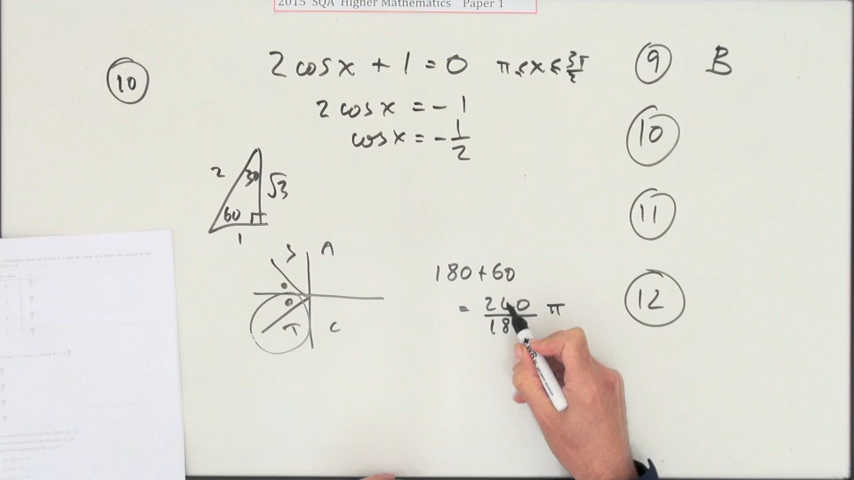 2015 SQA Higher Mathematics Paper 1
10
2 cos x + 1 = 0 π ≤ x ≤ 3π/2
2 cos x = - 1
cos x = - 1/2
2
30
√3
60
1
S A
T C
180 + 60
= 240/180 π
9 B
10
11
12